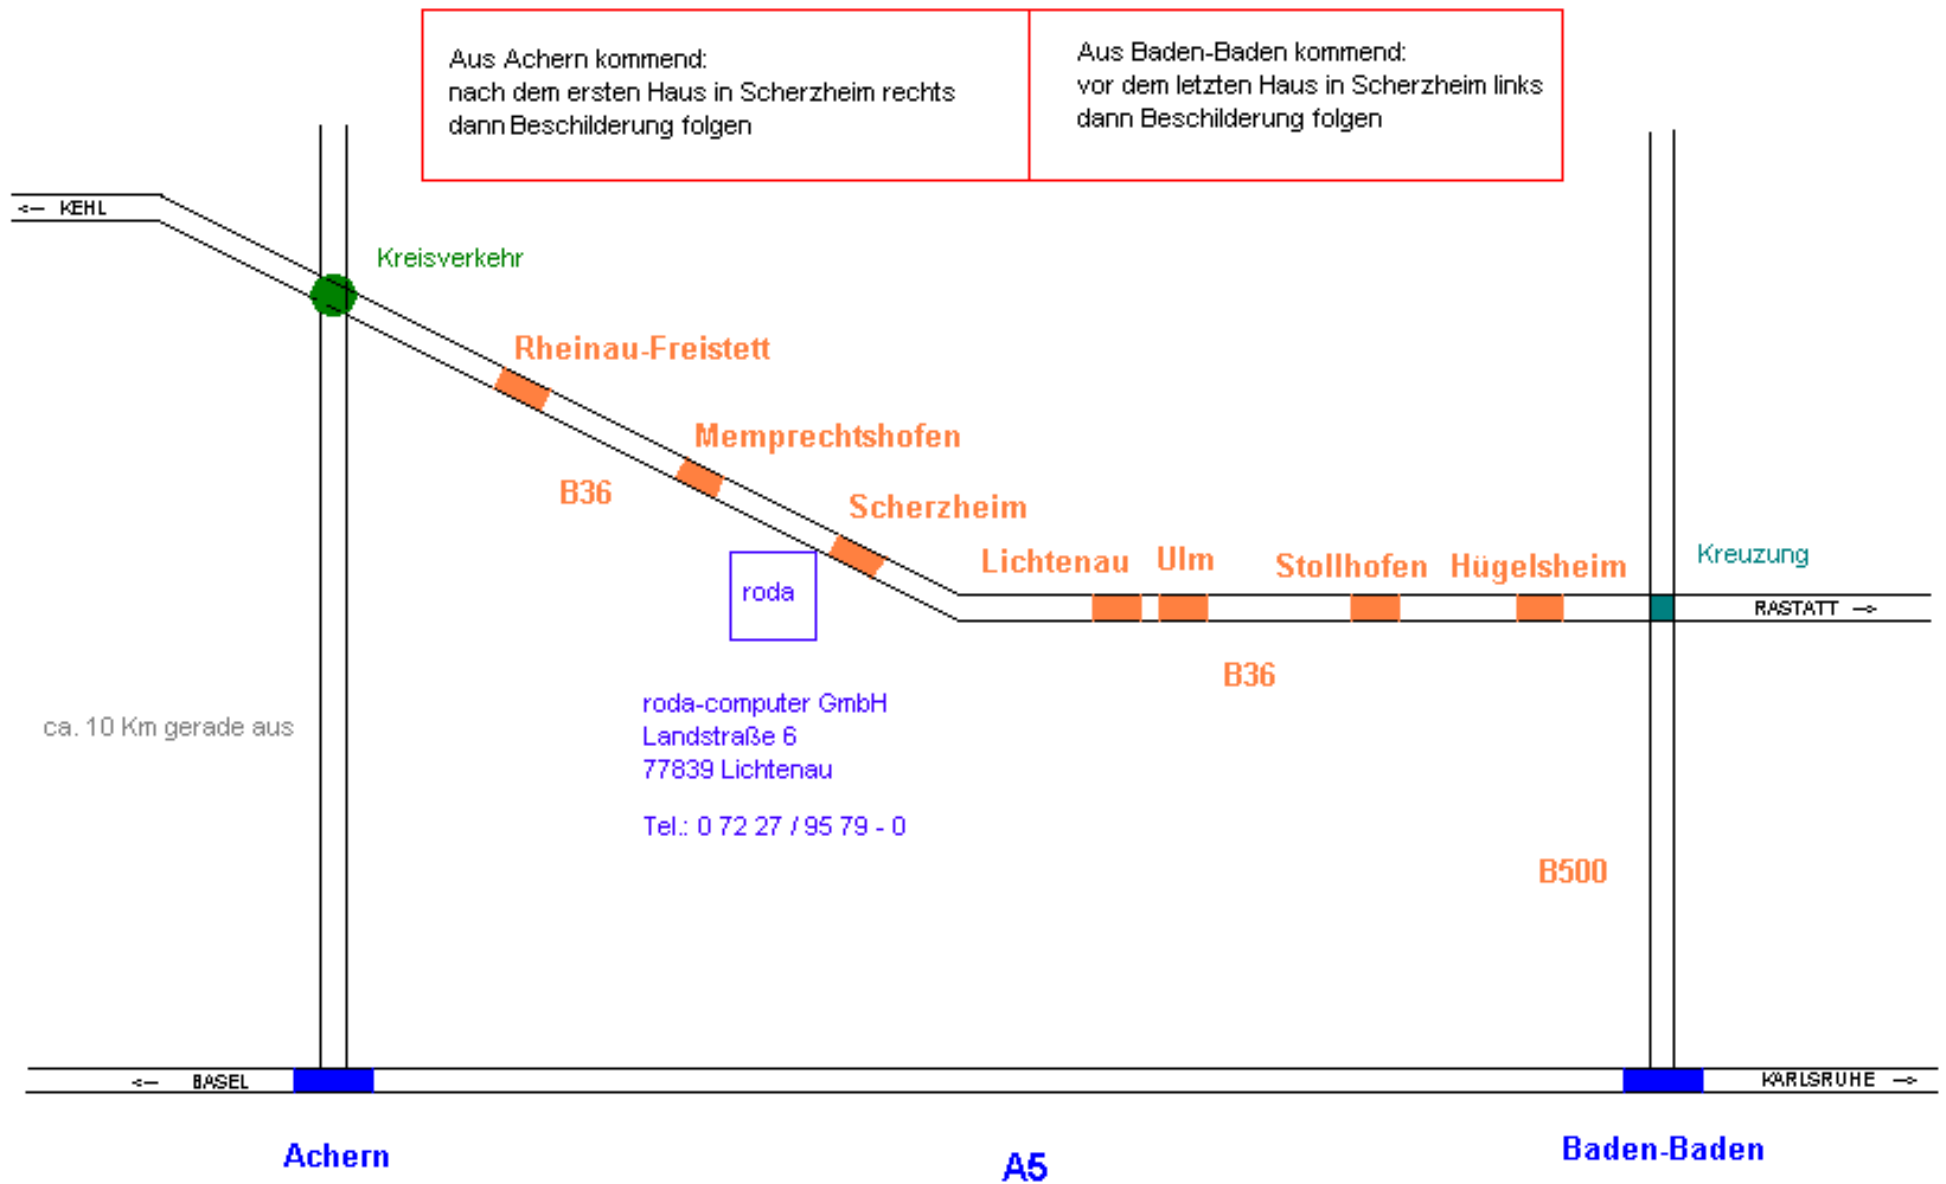 Aus Achern kommend:
nach dem ersten Haus in Scherzheim rechts
dann Beschilderung folgen
Aus Baden-Baden kommend:
vor dem letzten Haus in Scherzheim links
dann Beschilderung folgen
<-- KEHL
Kreisverkehr
Rheinau-Freistett
Memprechtshofen
B36
Scherzheim
Lichtenau
Ulm
Stollhofen
Hügelsheim
Kreuzung
roda
RASTATT -->
B36
roda-computer GmbH
Landstraße 6
77839 Lichtenau
Tel.: 0 72 27 / 95 79 - 0
ca. 10 Km gerade aus
B500
<-- BASEL
KARLSRUHE -->
Achern
A5
Baden-Baden